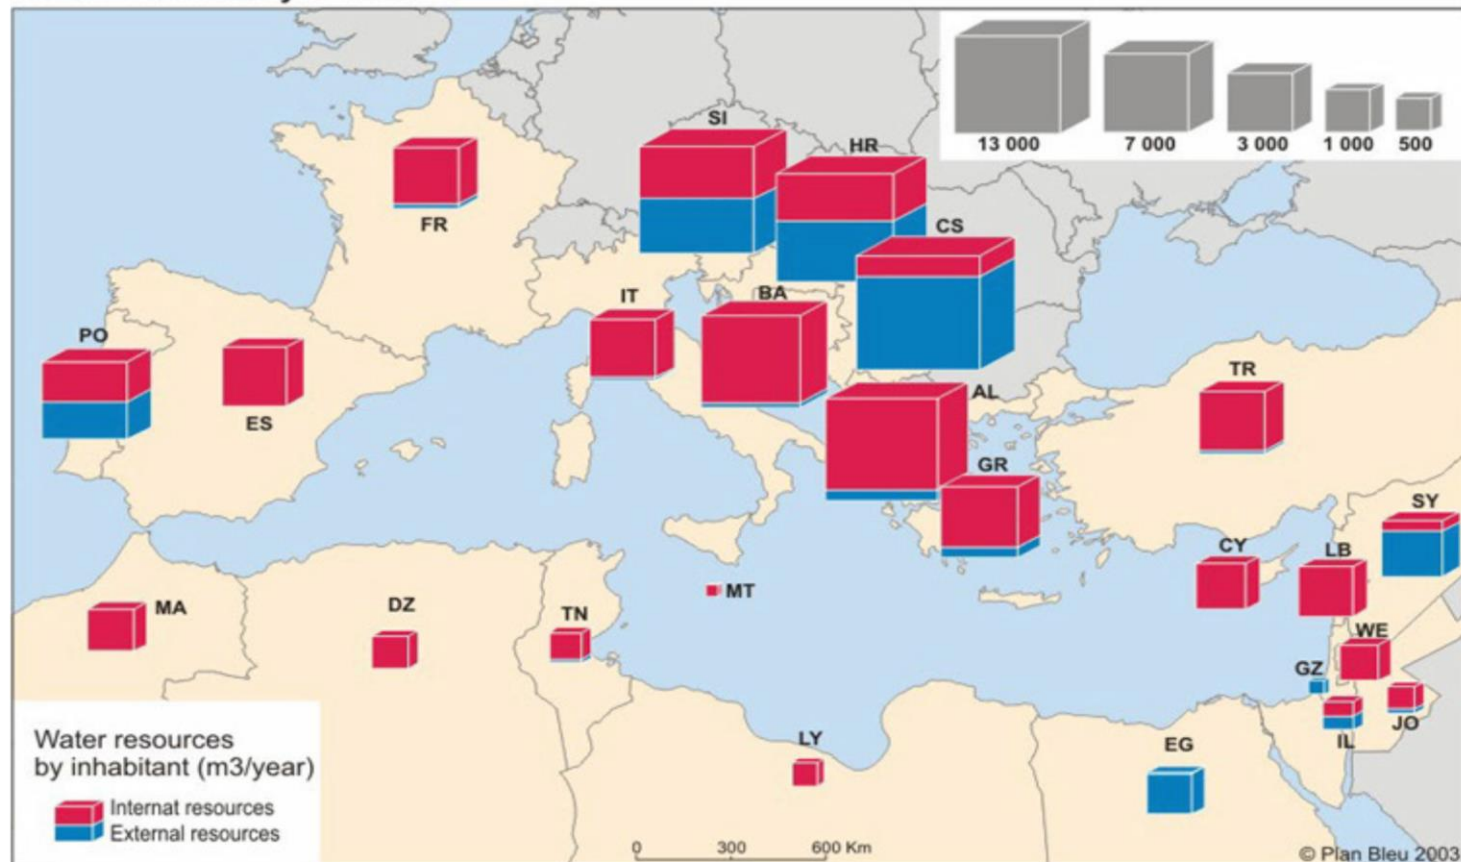 13 000 7 000 3 000 1 000 500
SI
HR
FR
CS
IT
BA
PO
TR
ES
AL
GR
SY
CY
LB
MT
MA
DZ
TN
WE
GZ
JO
IL
LY
EG
Water resources
by inhabitant (m3/year)
Internat resources
External resources
0 300 600 Km
© Plan Bleu 2003